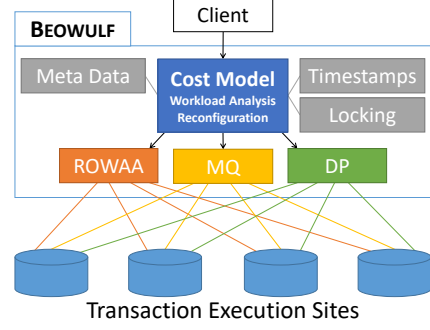 Client
BEOWULF
Meta Data
Cost Model
Workload Analysis
Reconfiguration
Timestamps
Locking
ROWAA
MQ
DP
Transaction Execution Sites